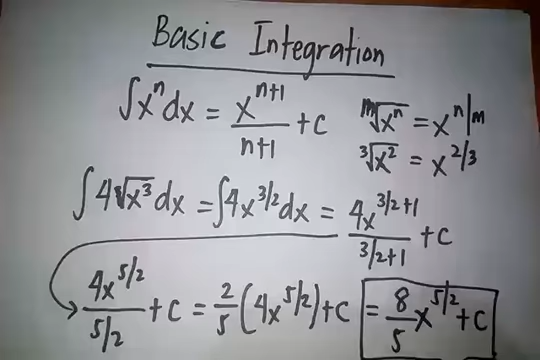 Basic Integration
∫xⁿdx = xⁿ⁺¹/n+1 + C
ᵐ√xⁿ = x^n/m
³√x² = x^2/3
∫4√x³ dx = ∫4x^3/2 dx = 4x^3/2+1 / 3/2+1 + C
4x^5/2 / 5/2 + C = 2/5 (4x^5/2) + C = 8/5 x^5/2 + C